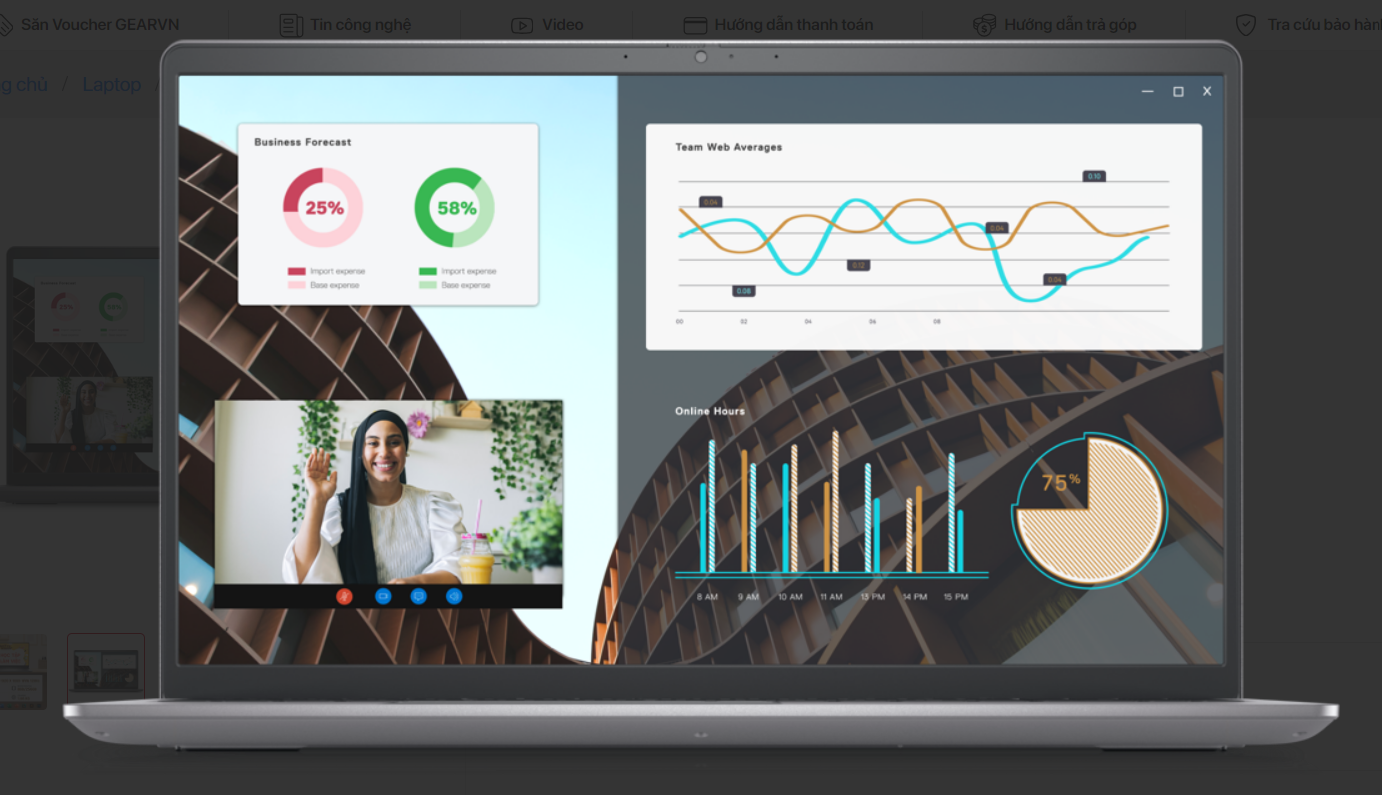 Săn Voucher GEARVN
Tin công nghệ
Video
Hướng dẫn thanh toán
Hướng dẫn trả góp
Tra cứu bảo hàn
g chủ / Laptop /
Business Forecast
25%
58%
Import expense
Base expense
Import expense
Base expense
Team Web Averages
0:10
0:04
0:04
0:12
0:04
0:08
00 02 04 06 08
Online Hours
75%
8 AM 9 AM 10 AM 11 AM 13 PM 14 PM 15 PM